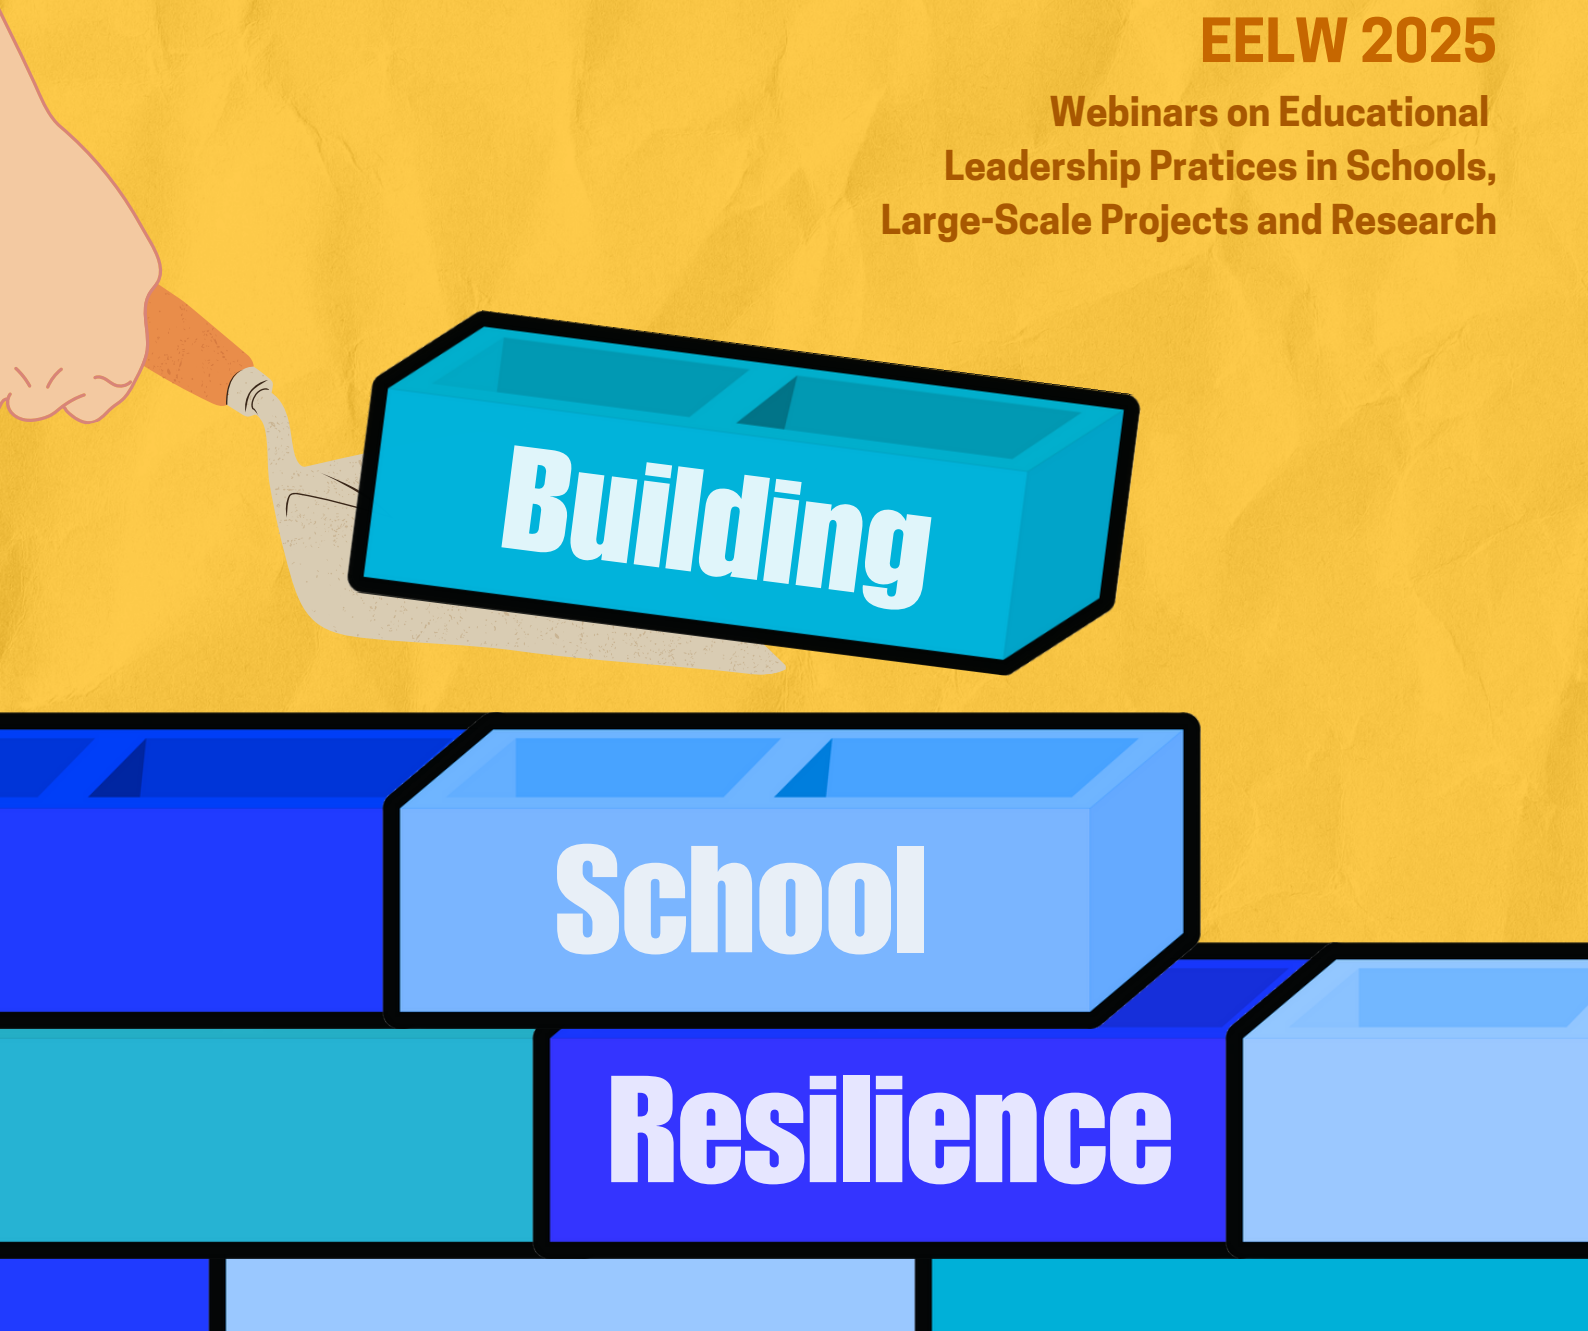 EELW 2025
Webinars on Educational
Leadership Pratices in Schools,
Large-Scale Projects and Research
Building
School
Resilience